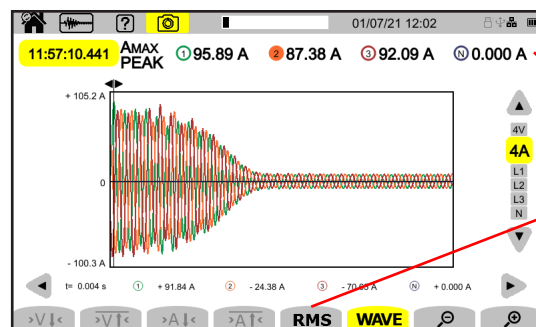 ? 01/07/21 12:02
11:57:10.441 AMAX PEAK 1 95.89 A 2 87.38 A 3 92.09 A N 0.000 A
+ 105.2 A
0
- 100.3 A
4V
4A
L1
L2
L3
N
t= 0.004 s 1 + 91.84 A 2 - 24.38 A 3 N + 0.000 A
>V< >V< >A< >A< RMS WAVE